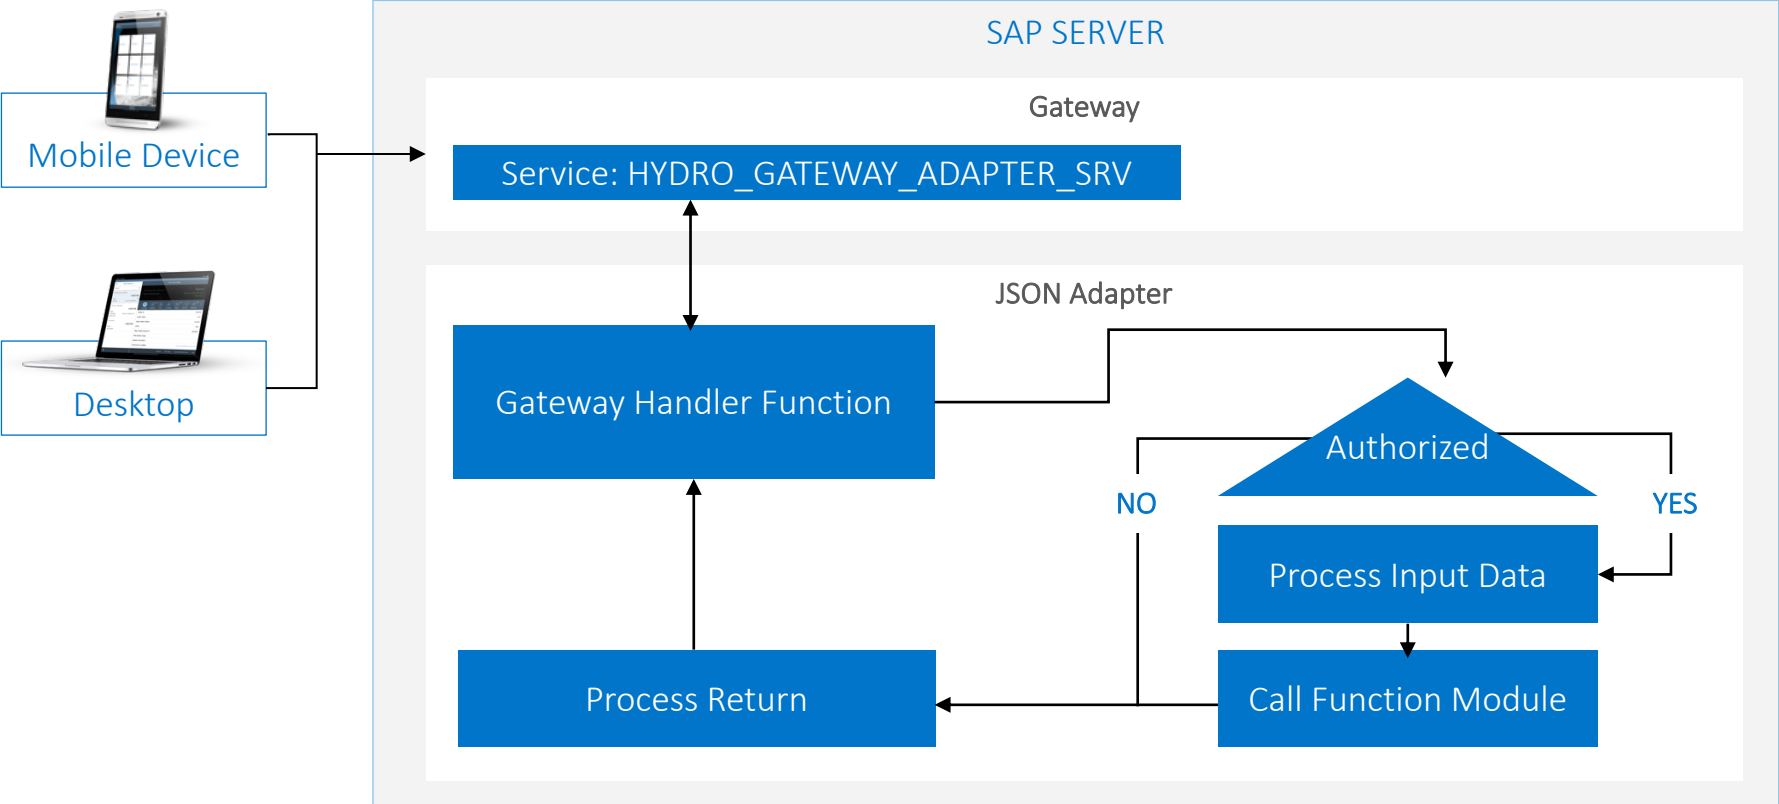 SAP SERVER
Gateway
Mobile Device
Service: HYDRO_GATEWAY_ADAPTER_SRV
JSON Adapter
Desktop
Gateway Handler Function
Authorized
NO
YES
Process Input Data
Process Return
Call Function Module